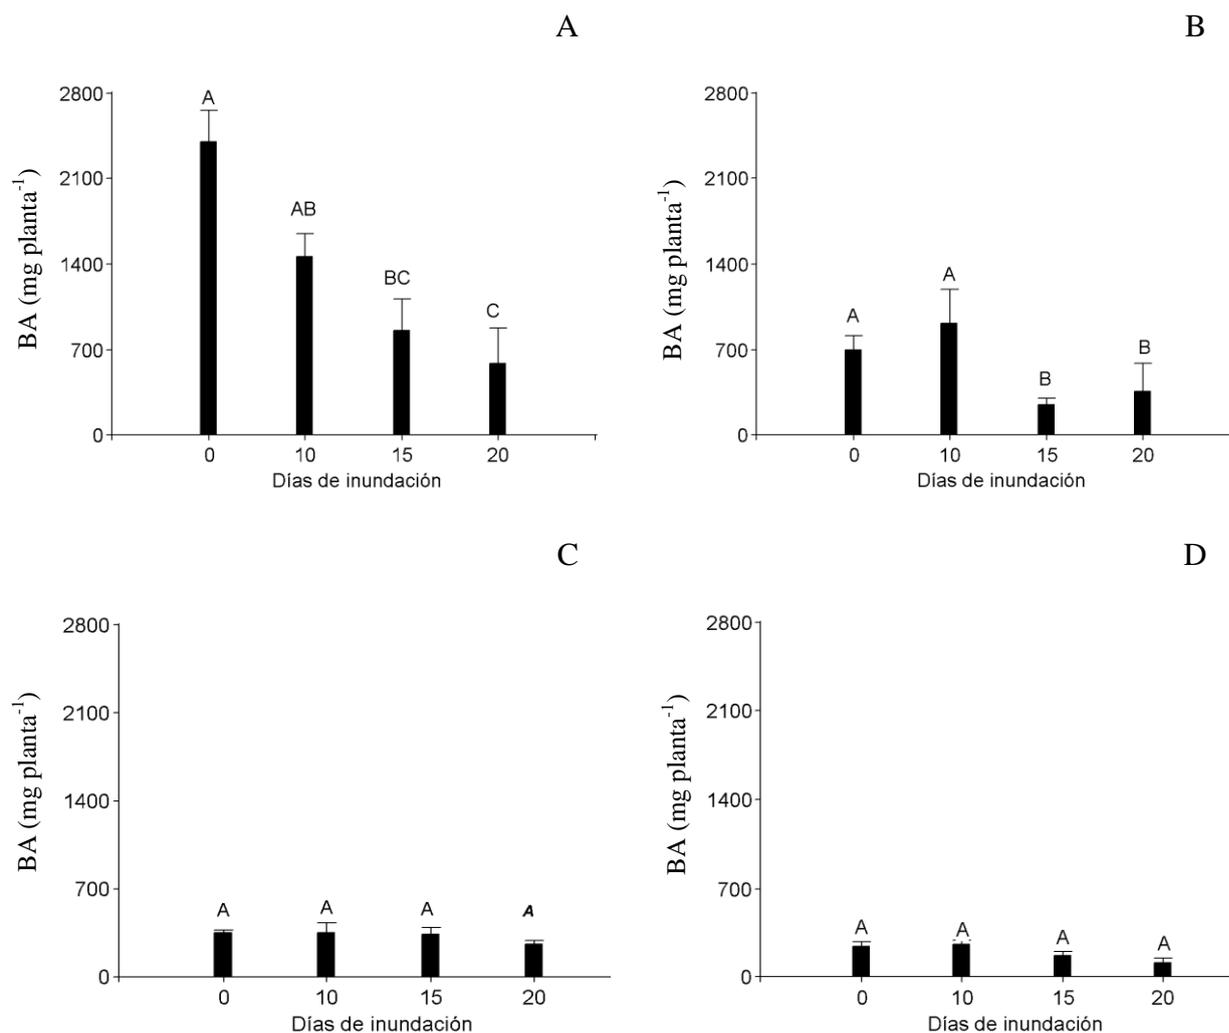 A
2800
2100
1400
700
0
BA (mg planta⁻¹)
A
AB
BC
C
0 10 15 20
Días de inundación
B
2800
2100
1400
700
0
BA (mg planta⁻¹)
A
A
B
B
0 10 15 20
Días de inundación
C
2800
2100
1400
700
0
BA (mg planta⁻¹)
A A A A
0 10 15 20
Días de inundación
D
2800
2100
1400
700
0
BA (mg planta⁻¹)
A A A A
0 10 15 20
Días de inundación